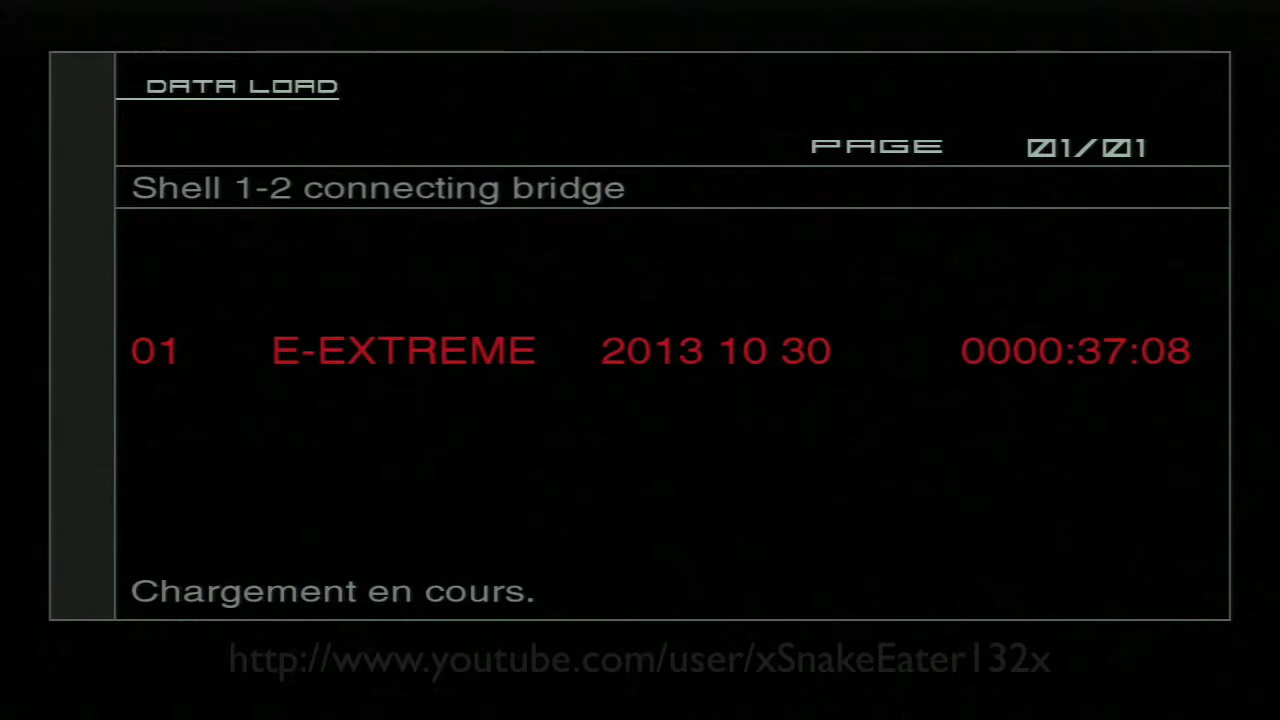 DATA LOAD
PAGE 01/01
Shell 1-2 connecting bridge
01 E-EXTREME 2013 10 30 0000:37:08
Chargement en cours.
http://www.youtube.com/user/xSnakeEater132x